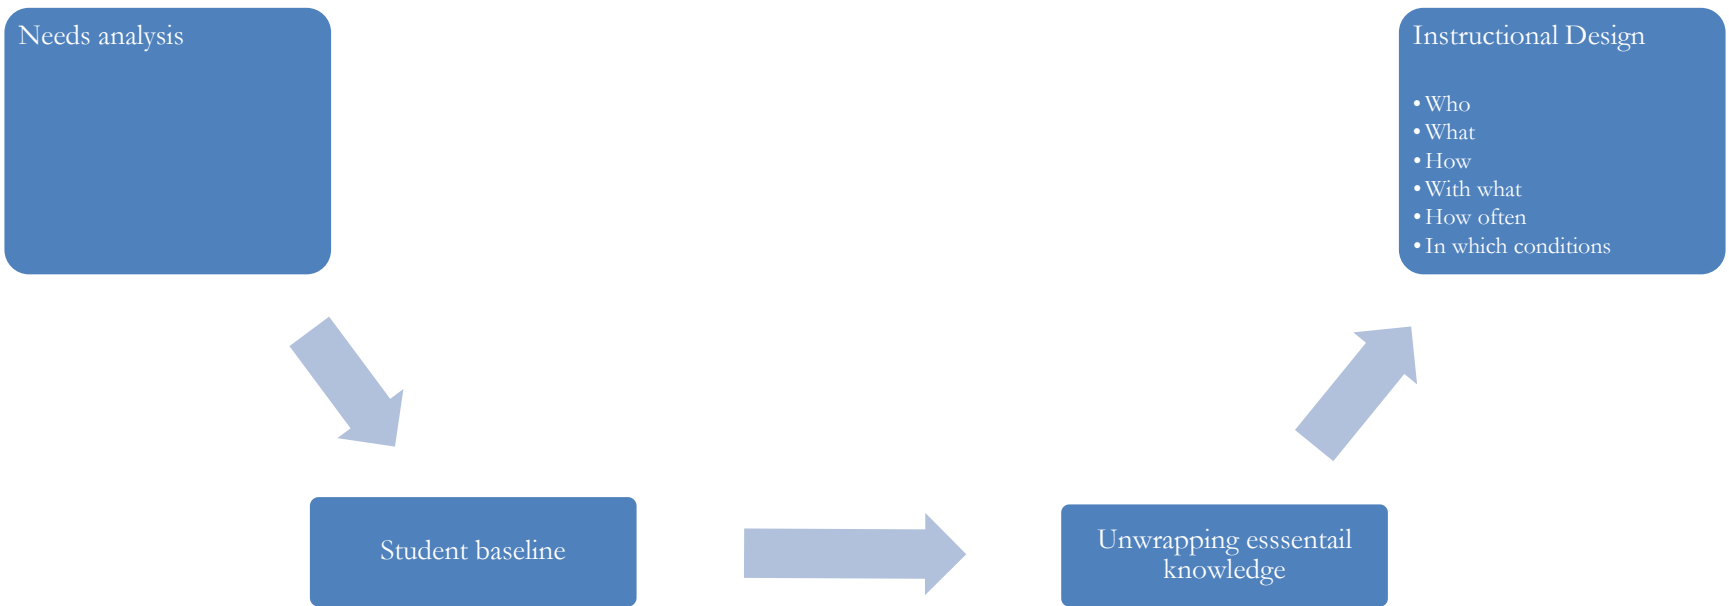 Needs analysis
Instructional Design
• Who
• What
• How
• With what
• How often
• In which conditions
Student baseline
Unwrapping esssentail
knowledge